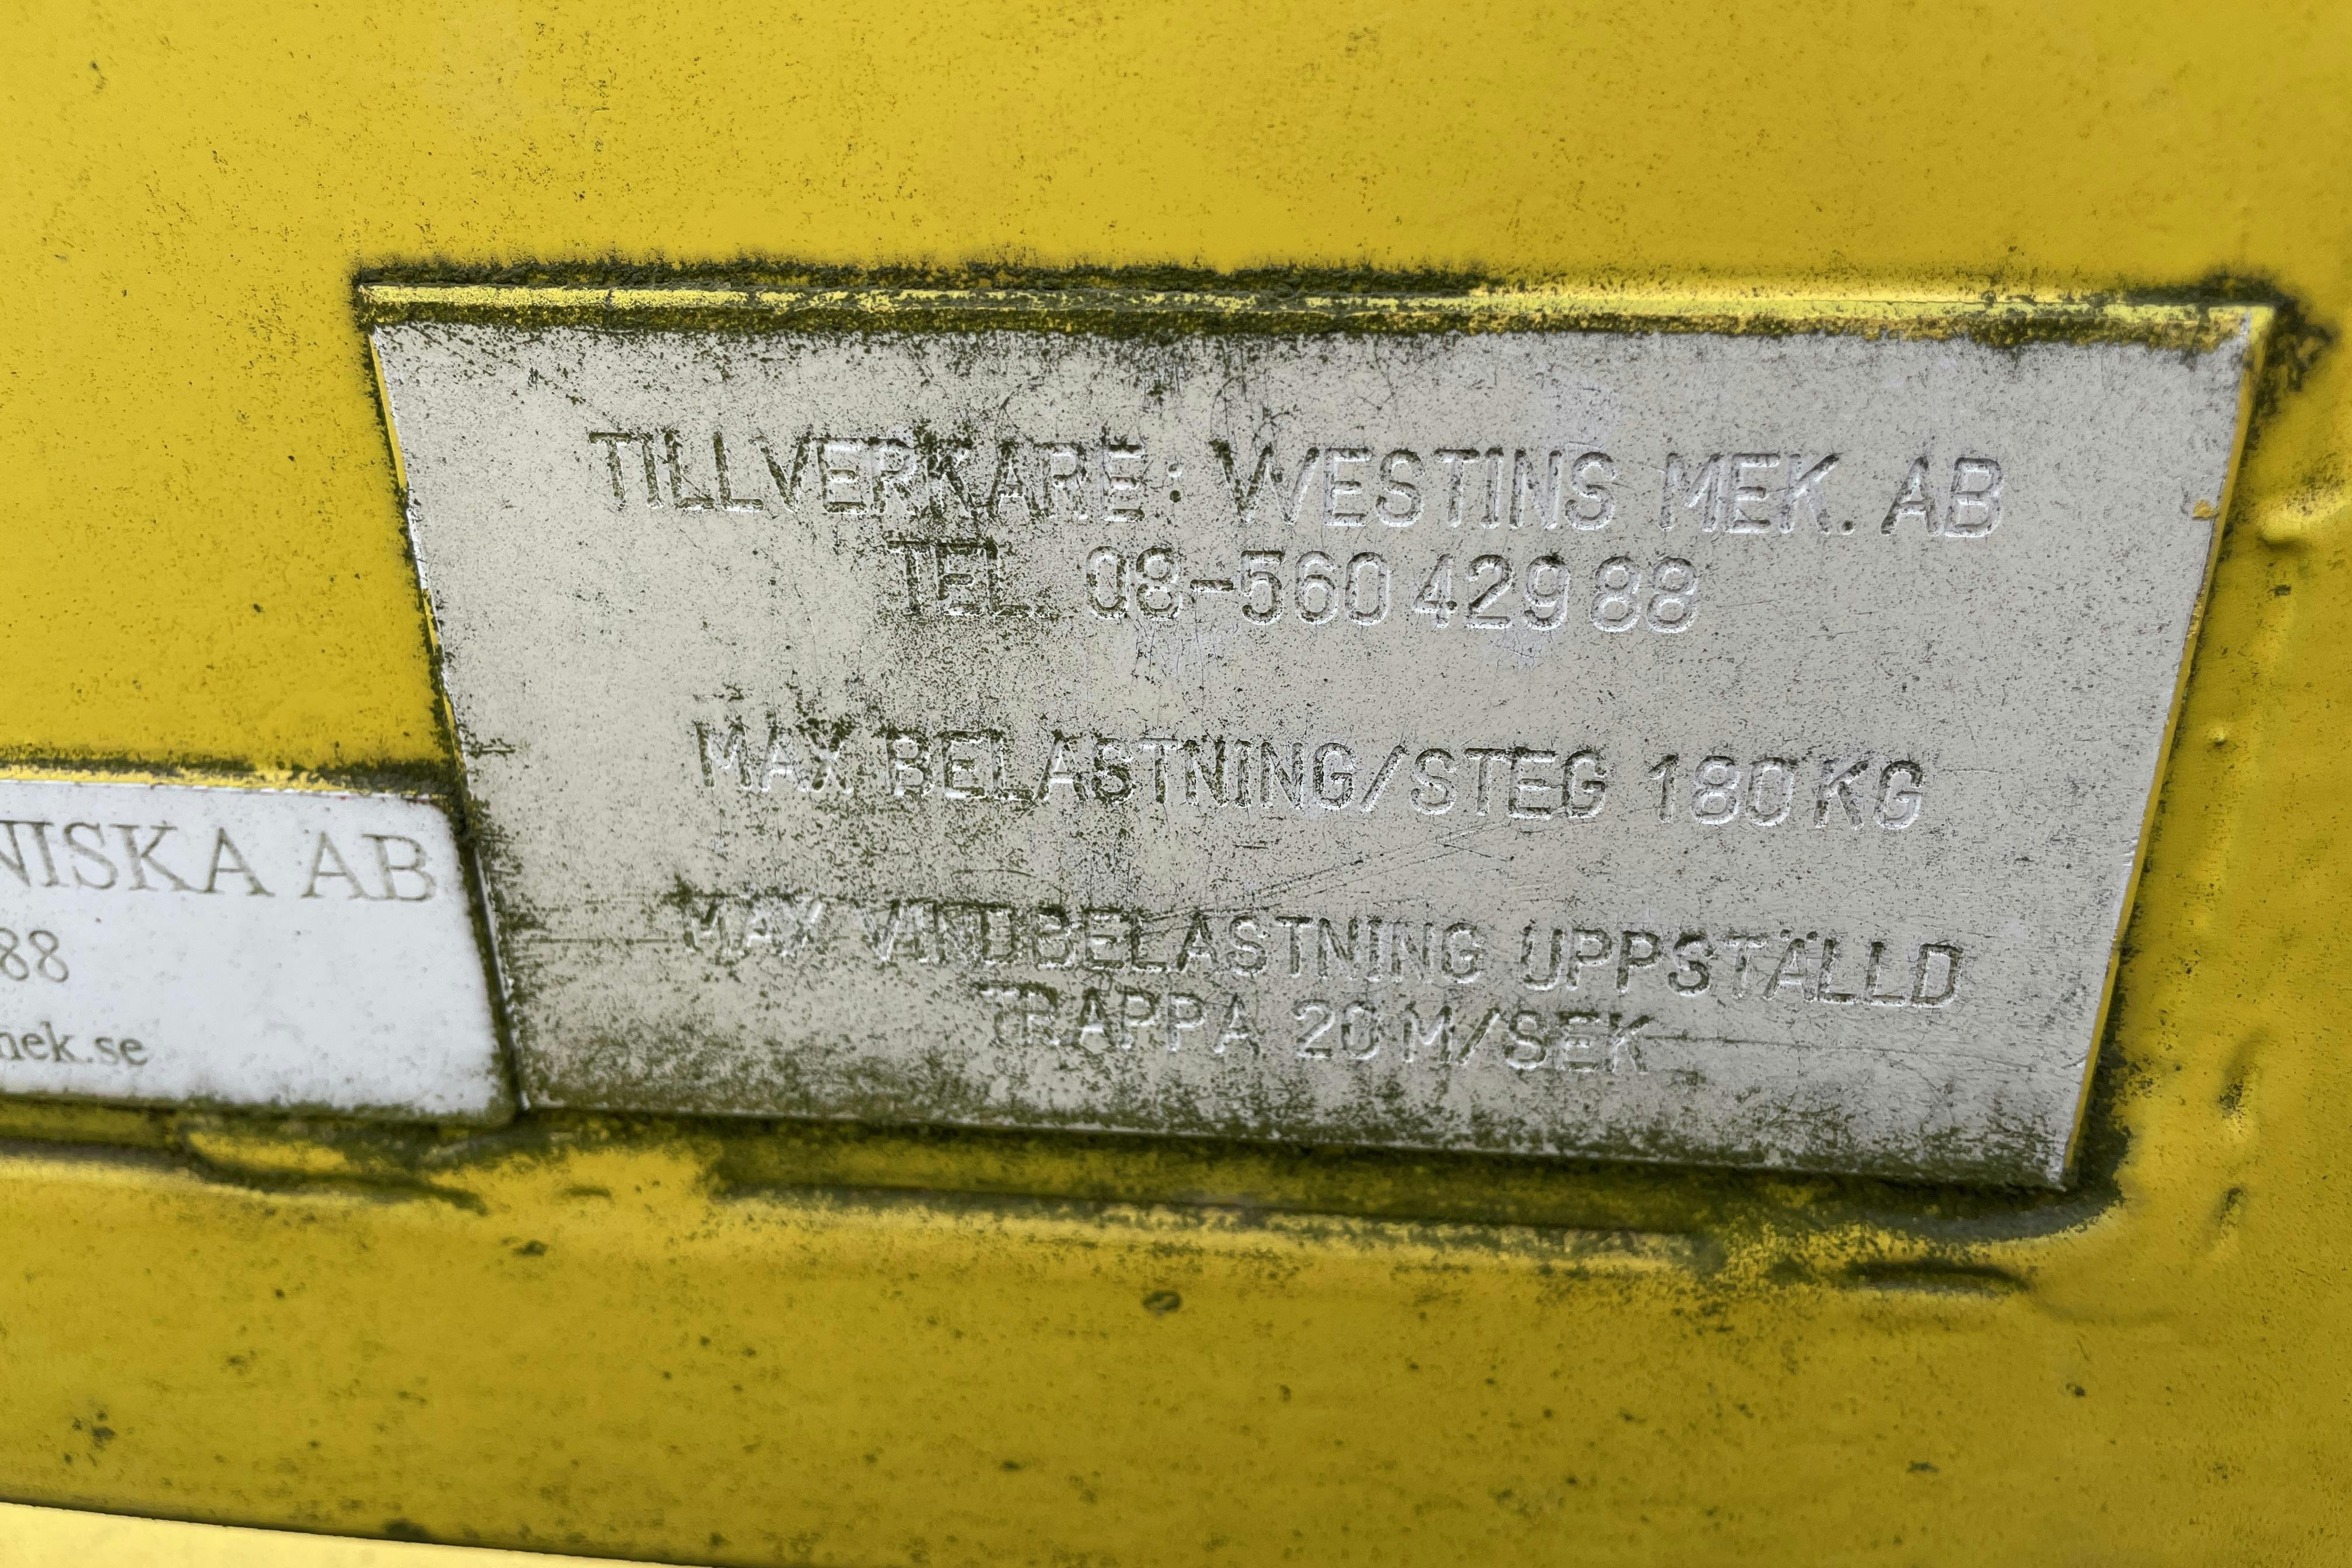 TILLVERKARE: WESTINS MEK. AB
TEL. 08-560 429 88
MAX BELASTNING/STEG 180 KG
MAX VINDBELASTNING UPPSTÄLLD
TRAPPA 20 M/SEK
NISKA AB
88
mek.se